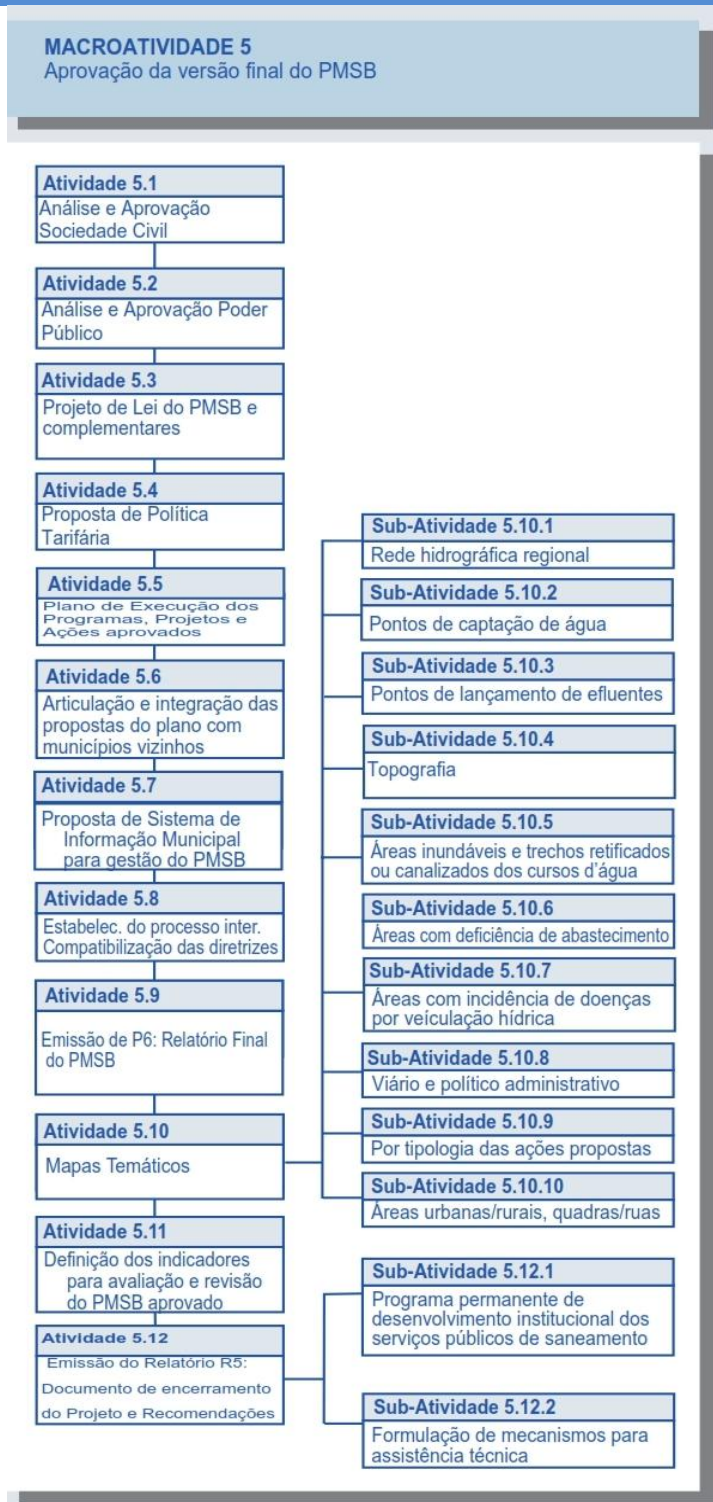 MACROATIVIDADE 5
Aprovação da versão final do PMSB
Atividade 5.1
Análise e Aprovação
Sociedade Civil
Atividade 5.2
Análise e Aprovação Poder
Público
Atividade 5.3
Projeto de Lei do PMSB e
complementares
Atividade 5.4
Proposta de Política
Tarifária
Atividade 5.5
Plano de Execução dos
Programas, Projetos e
Ações aprovados
Atividade 5.6
Articulação e integração das
propostas do plano com
municípios vizinhos
Atividade 5.7
Proposta de Sistema de
Informação Municipal
para gestão do PMSB
Atividade 5.8
Estabelec. do processo inter.
Compatibilização das diretrizes
Atividade 5.9
Emissão de P6: Relatório Final
do PMSB
Atividade 5.10
Mapas Temáticos
Atividade 5.11
Definição dos indicadores
para avaliação e revisão
do PMSB aprovado
Atividade 5.12
Emissão do Relatório R5:
Documento de encerramento
do Projeto e Recomendações
Sub-Atividade 5.10.1
Rede hidrográfica regional
Sub-Atividade 5.10.2
Pontos de captação de água
Sub-Atividade 5.10.3
Pontos de lançamento de efluentes
Sub-Atividade 5.10.4
Topografia
Sub-Atividade 5.10.5
Áreas inundáveis e trechos retificados
ou canalizados dos cursos d’água
Sub-Atividade 5.10.6
Áreas com deficiência de abastecimento
Sub-Atividade 5.10.7
Áreas com incidência de doenças
por veículação hídrica
Sub-Atividade 5.10.8
Viário e político administrativo
Sub-Atividade 5.10.9
Por tipologia das ações propostas
Sub-Atividade 5.10.10
Áreas urbanas/rurais, quadras/ruas
Sub-Atividade 5.12.1
Programa permanente de
desenvolvimento institucional dos
serviços públicos de saneamento
Sub-Atividade 5.12.2
Formulação de mecanismos para
assistência técnica